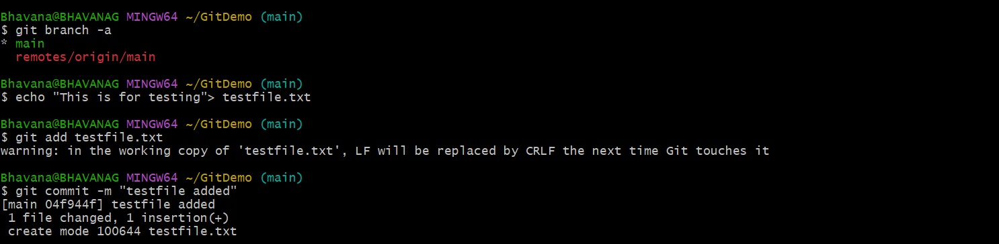 Bhavana@BHAVANAG MINGW64 ~/GitDemo (main)
$ git branch -a
* main
  remotes/origin/main
Bhavana@BHAVANAG MINGW64 ~/GitDemo (main)
$ echo "This is for testing"> testfile.txt
Bhavana@BHAVANAG MINGW64 ~/GitDemo (main)
$ git add testfile.txt
warning: in the working copy of 'testfile.txt', LF will be replaced by CRLF the next time Git touches it
Bhavana@BHAVANAG MINGW64 ~/GitDemo (main)
$ git commit -m "testfile added"
[main 04f944f] testfile added
 1 file changed, 1 insertion(+)
 create mode 100644 testfile.txt